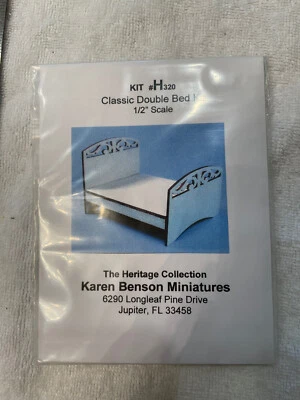 KIT #H320
Classic Double Bed
1/2" Scale
The Heritage Collection
Karen Benson Miniatures
6290 Longleaf Pine Drive
Jupiter, FL 33458